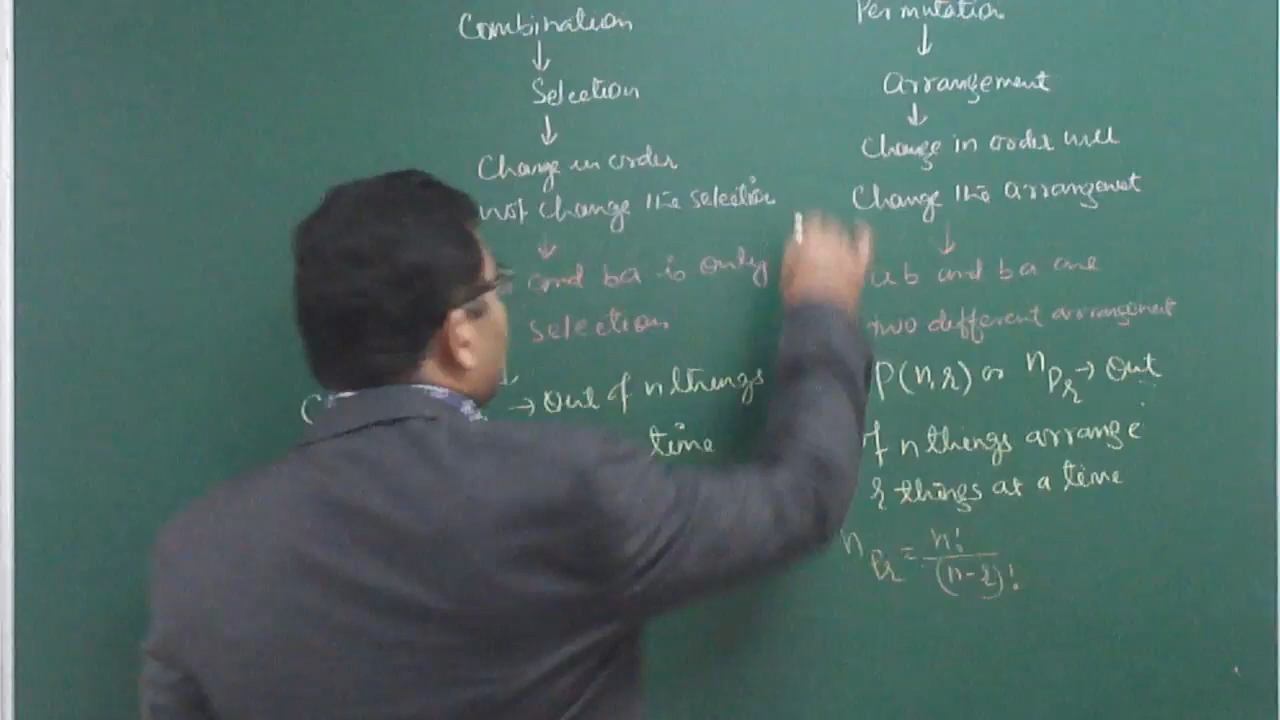 Combination
↓
Selection
↓
Change in order
not change the selection
↓
and ba is only
selection
→ Out of n things
time
Permutation
↓
Arrangement
↓
Change in order will
Change the arrangement
↓
ab and ba are
two different arrangement
P(n,r) or nPr → Out
of n things arrange
r things at a time
nPr = n!/(n-r)!